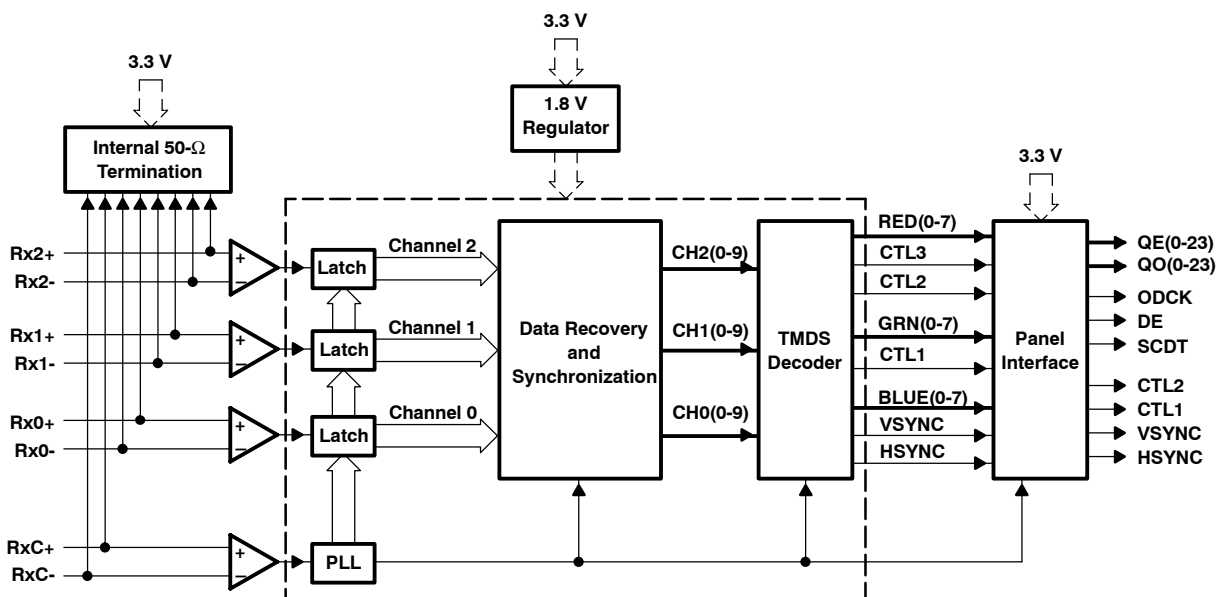 3.3 V
3.3 V
1.8 V
Regulator
Internal 50-Ω
Termination
3.3 V
Rx2+
Rx2-
+
−
Latch
Channel 2
Rx1+
Rx1-
+
−
Latch
Channel 1
Rx0+
Rx0-
+
−
Latch
Channel 0
RxC+
RxC-
+
−
PLL
Data Recovery
and
Synchronization
CH2(0-9)
CH1(0-9)
CH0(0-9)
TMDS
Decoder
RED(0-7)
CTL3
CTL2
GRN(0-7)
CTL1
BLUE(0-7)
VSYNC
HSYNC
Panel
Interface
QE(0-23)
QO(0-23)
ODCK
DE
SCDT
CTL2
CTL1
VSYNC
HSYNC